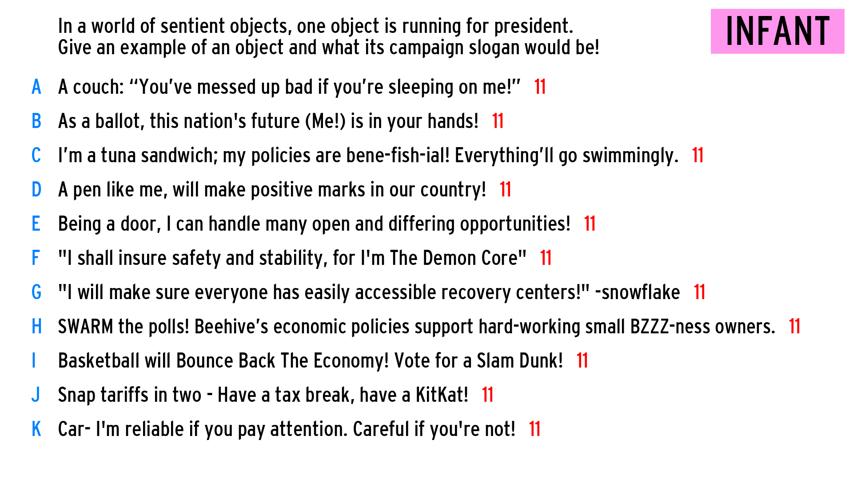 In a world of sentient objects, one object is running for president.
Give an example of an object and what its campaign slogan would be!
INFANT
A A couch: “You’ve messed up bad if you’re sleeping on me!” 11
B As a ballot, this nation's future (Me!) is in your hands! 11
C I’m a tuna sandwich; my policies are bene-fish-ial! Everything’ll go swimmingly. 11
D A pen like me, will make positive marks in our country! 11
E Being a door, I can handle many open and differing opportunities! 11
F "I shall insure safety and stability, for I'm The Demon Core" 11
G "I will make sure everyone has easily accessible recovery centers!" -snowflake 11
H SWARM the polls! Beehive’s economic policies support hard-working small BZZZ-ness owners. 11
I Basketball will Bounce Back The Economy! Vote for a Slam Dunk! 11
J Snap tariffs in two - Have a tax break, have a KitKat! 11
K Car- I'm reliable if you pay attention. Careful if you're not! 11